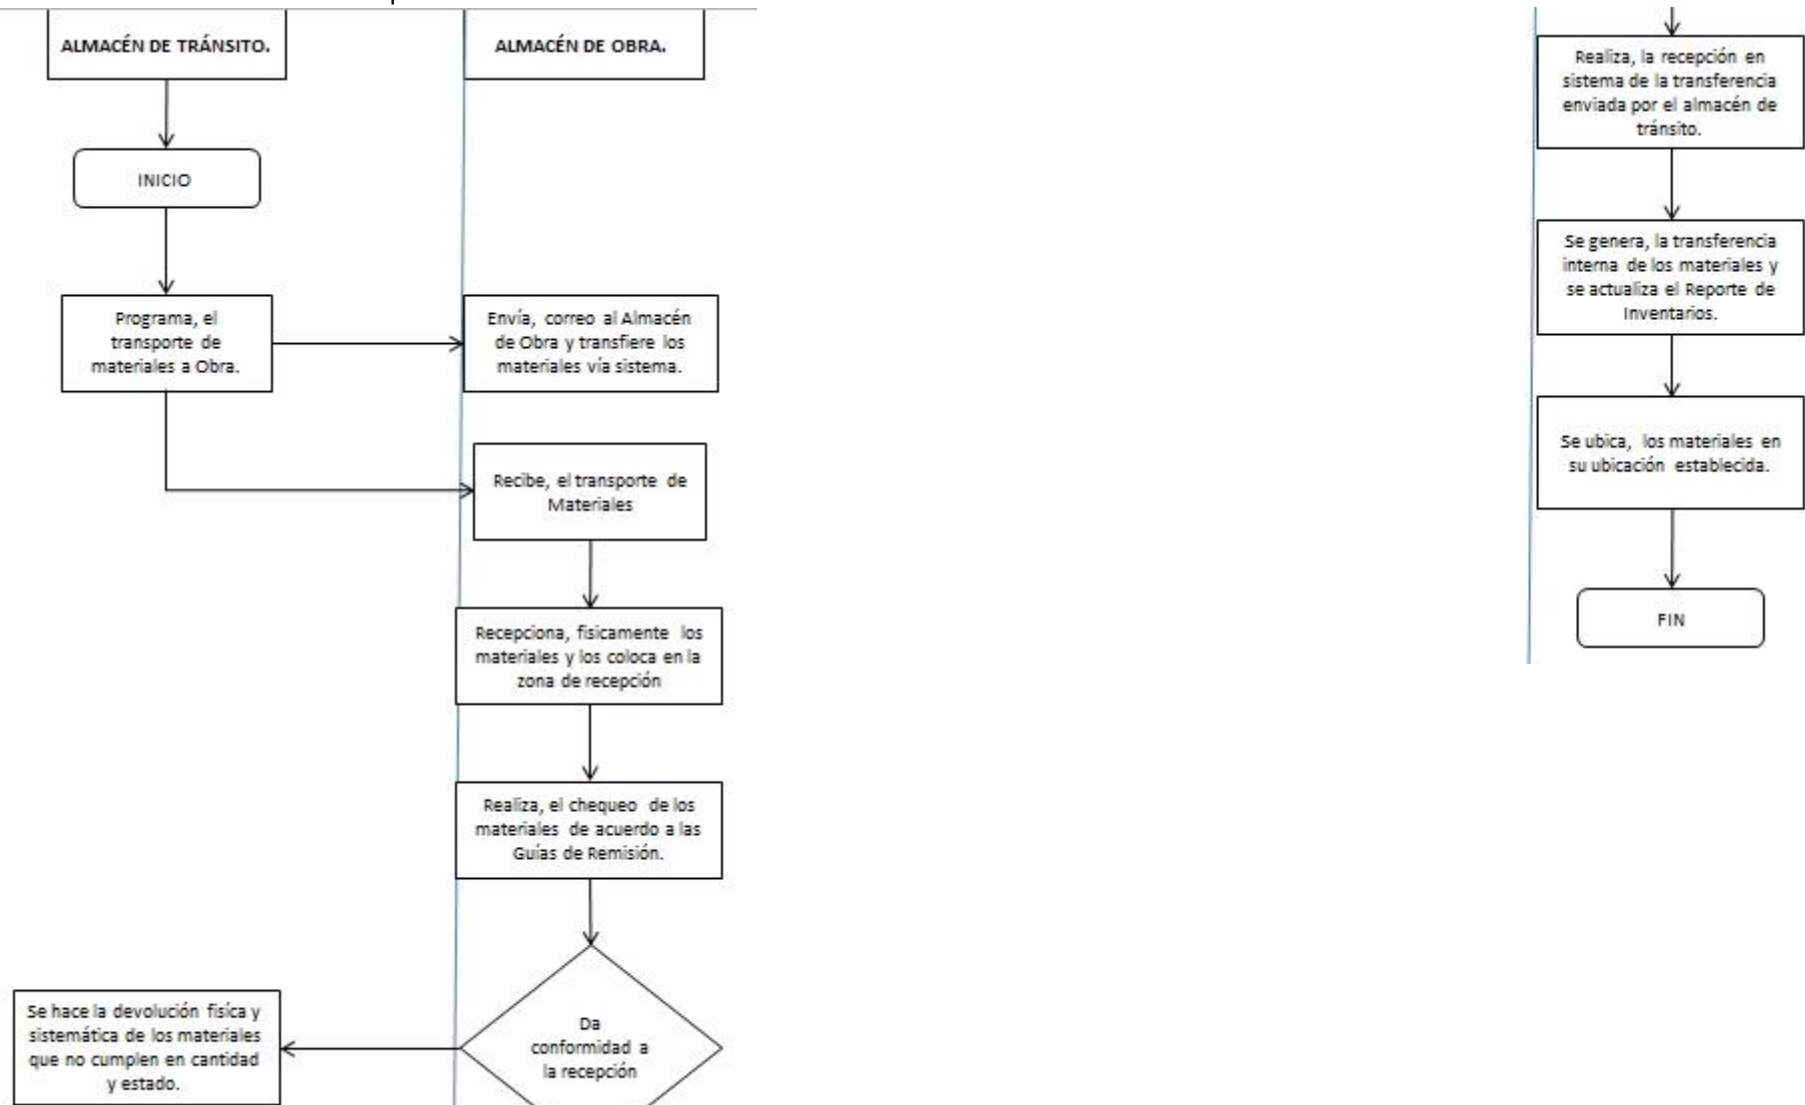 ALMACÉN DE TRÁNSITO.
ALMACÉN DE OBRA.
INICIO
Programa, el
transporte de
materiales a Obra.
Envía, correo al Almacén
de Obra y transfiere los
materiales vía sistema.
Recibe, el transporte de
Materiales
Recepciona, fisicamente los
materiales y los coloca en la
zona de recepción
Realiza, el chequeo de los
materiales de acuerdo a las
Guías de Remisión.
Da
conformidad a
la recepción
Se hace la devolución fisíca y
sistemática de los materiales
que no cumplen en cantidad
y estado.
Realiza, la recepción en
sistema de la transferencia
enviada por el almacén de
tránsito.
Se genera, la transferencia
interna de los materiales y
se actualiza el Reporte de
Inventarios.
Se ubica, los materiales en
su ubicación establecida.
FIN